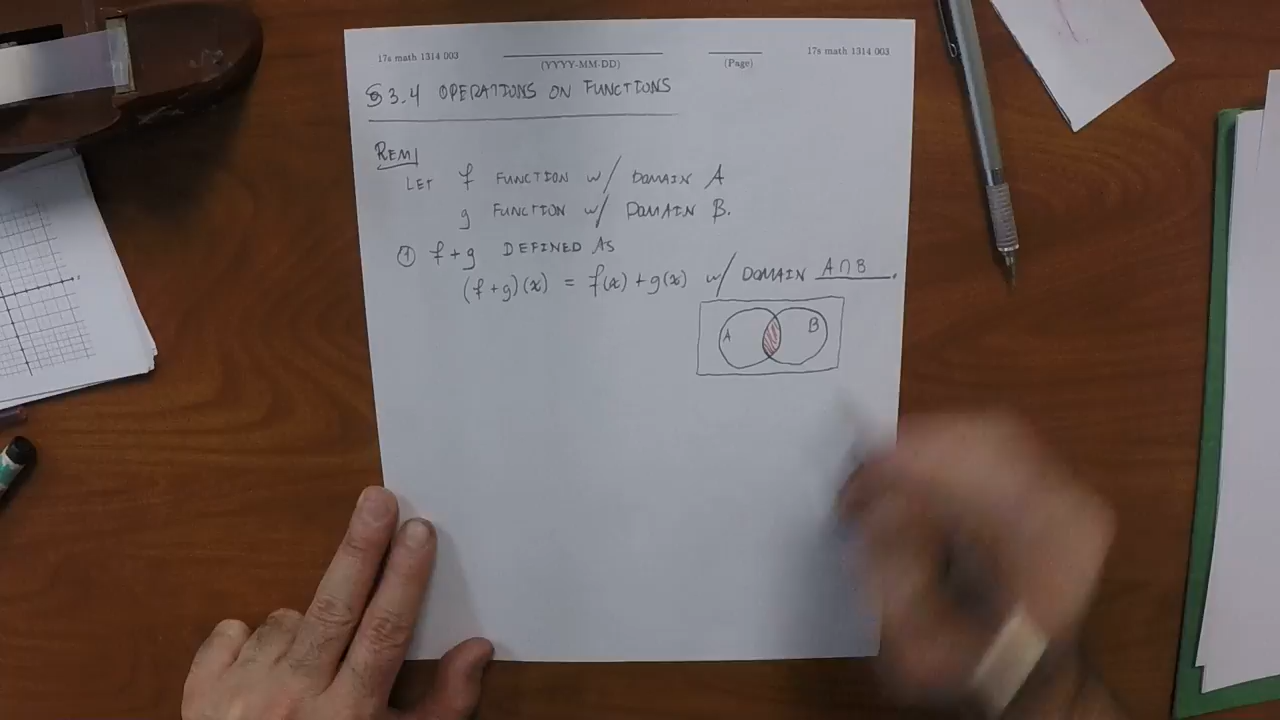 17s math 1314 003 (YYYY-MM-DD) (Page) 17s math 1314 003
§3.4 OPERATIONS ON FUNCTIONS
REM
LET f FUNCTION w/ DOMAIN A
g FUNCTION w/ DOMAIN B.
① f+g DEFINED AS
(f+g)(x) = f(x)+g(x) w/ DOMAIN A∩B.
A B